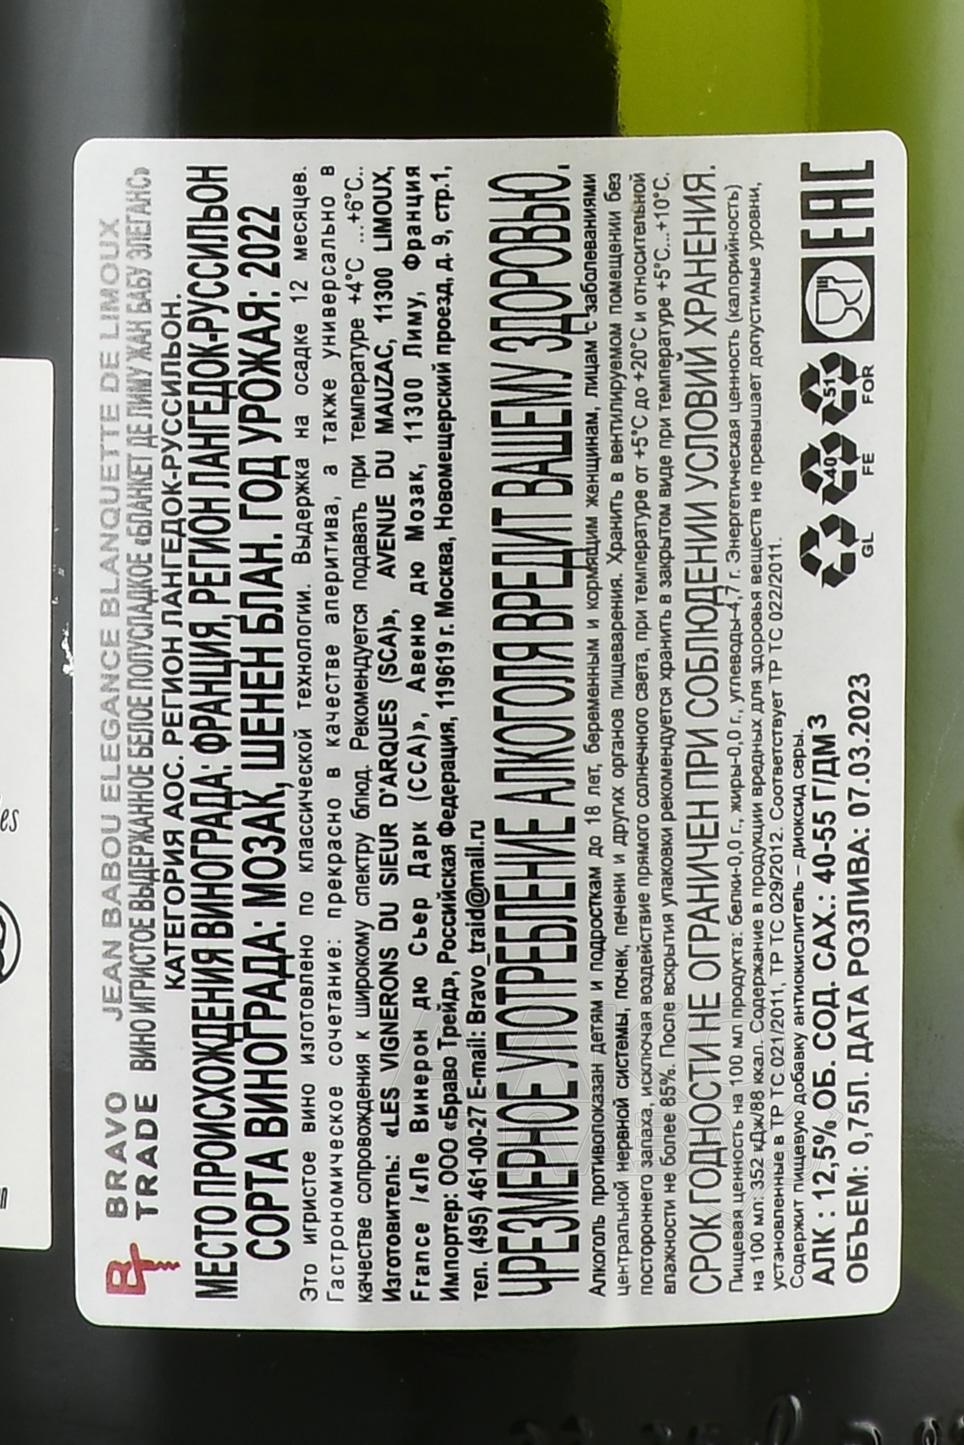 BRAVO
TRADE
JEAN BABOU ELEGANCE BLANQUETTE DE LIMOUX
ВИНО ИГРИСТОЕ ВЫДЕРЖАННОЕ БЕЛОЕ ПОЛУСЛАДКОЕ «БЛАНКЕТ ДЕ ЛИМУ ЖАН БАБУ ЭЛЕГАНС»
КАТЕГОРИЯ АОС. РЕГИОН ЛАНГЕДОК-РУССИЛЬОН.
МЕСТО ПРОИСХОЖДЕНИЯ ВИНОГРАДА: ФРАНЦИЯ, РЕГИОН ЛАНГЕДОК-РУССИЛЬОН
СОРТА ВИНОГРАДА: МОЗАК, ШЕНЕН БЛАН. ГОД УРОЖАЯ: 2022
Это игристое вино изготовлено по классической технологии. Выдержка на осадке 12 месяцев.
Гастрономическое сочетание: прекрасно в качестве аперитива, а также универсально в
качестве сопровождения к широкому спектру блюд. Рекомендуется подавать при температуре +4°С ...+6°С..
Изготовитель: «LES VIGNERONS DU SIEUR D'ARQUES (SCA)», AVENUE DU MAUZAC, 11300 LIMOUX,
France /«Ле Винерон дю Сьер Дарк (ССА)», Авеню дю Мозак, 11300 Лиму, Франция
Импортер: ООО «Браво Трейд», Российская Федерация, 119619 г. Москва, Новомещерский проезд, д. 9, стр.1,
тел. (495) 461-00-27 E-mail: Bravo_traid@mail.ru
ЧРЕЗМЕРНОЕ УПОТРЕБЛЕНИЕ АЛКОГОЛЯ ВРЕДИТ ВАШЕМУ ЗДОРОВЬЮ.
Алкоголь противопоказан детям и подросткам до 18 лет, беременным и кормящим женщинам, лицам с заболеваниями
центральной нервной системы, почек, печени и других органов пищеварения. Хранить в вентилируемом помещении без
постороннего запаха, исключая воздействие прямого солнечного света, при температуре от +5°С до +20°С и относительной
влажности не более 85%. После вскрытия упаковки рекомендуется хранить в закрытом виде при температуре +5°С...+10°С.
СРОК ГОДНОСТИ НЕ ОГРАНИЧЕН ПРИ СОБЛЮДЕНИИ УСЛОВИЙ ХРАНЕНИЯ.
Пищевая ценность на 100 мл продукта: белки-0,0 г., жиры-0,0 г., углеводы-4,7 г. Энергетическая ценность (калорийность)
на 100 мл: 352 кДж/88 ккал. Содержание в продукции вредных для здоровья веществ не превышает допустимые уровни,
установленные в ТР ТС 021/2011, ТР ТС 029/2012. Соответствует ТР ТС 022/2011.
Содержит пищевую добавку антиокислитель – диоксид серы.
АЛК : 12,5% ОБ. СОД. САХ.: 40-55 Г/ДМ3
ОБЪЕМ: 0,75Л. ДАТА РОЗЛИВА: 07.03.2023
40
51
GL
FE
FOR
EAC
es